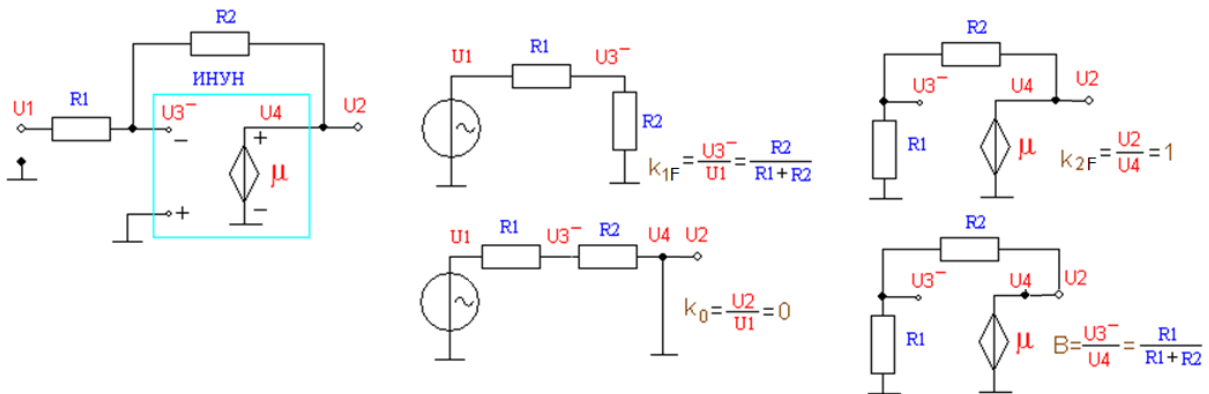 R2
ИНУН
U1
R1
U3⁻
−
U4
+
μ
−
+
U2
U1
R1
U3⁻
R2
k1F = U3⁻/U1 = R2/(R1+R2)
U1
R1
U3⁻
R2
U4
U2
k0 = U2/U1 = 0
R2
U3⁻
U4
U2
R1
μ
k2F = U2/U4 = 1
R2
U3⁻
U4
U2
R1
μ
B = U3⁻/U4 = R1/(R1+R2)